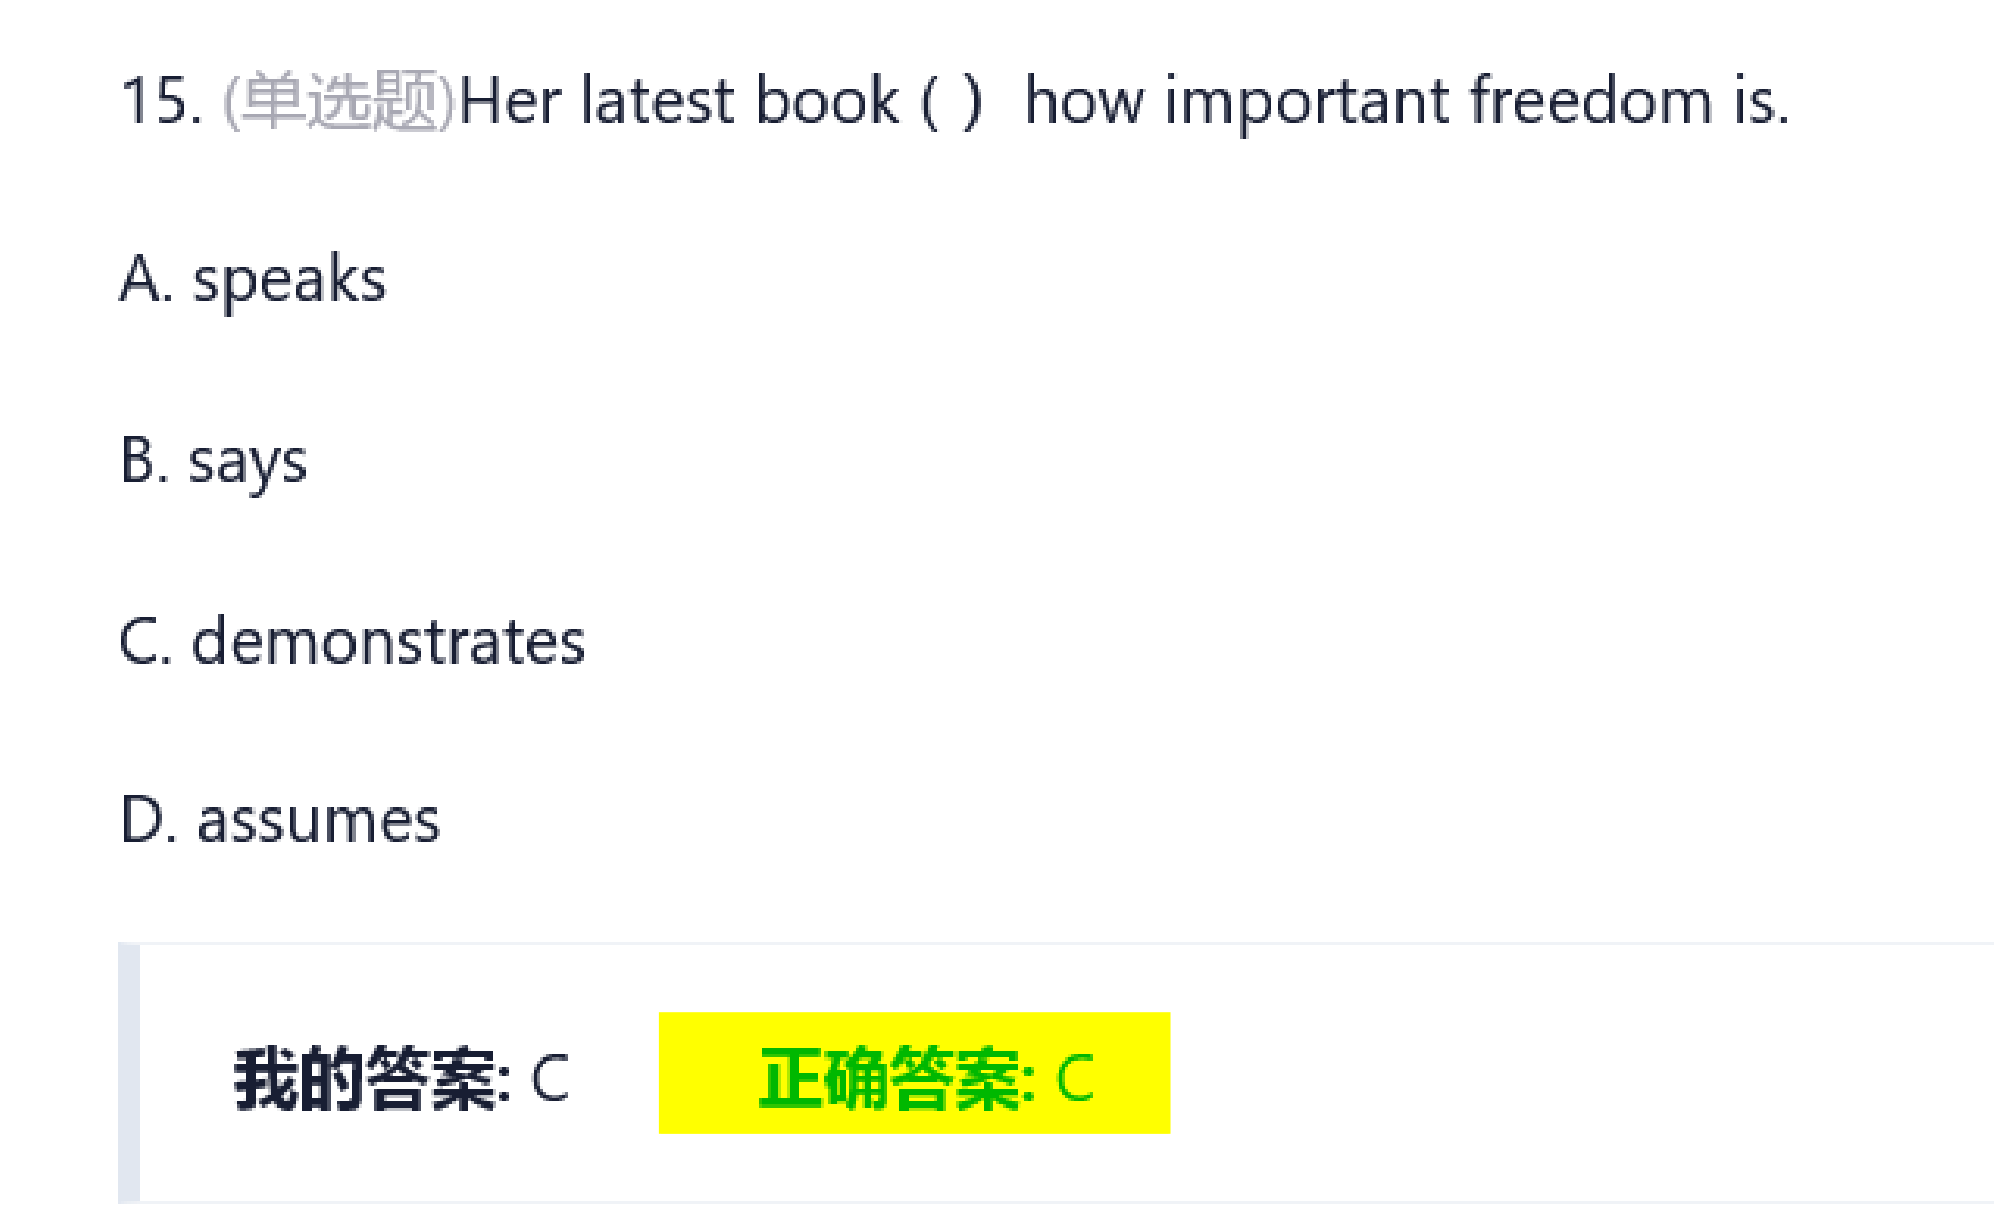 15. (单选题)Her latest book ( )  how important freedom is.
A. speaks
B. says
C. demonstrates
D. assumes
我的答案: C 正确答案: C